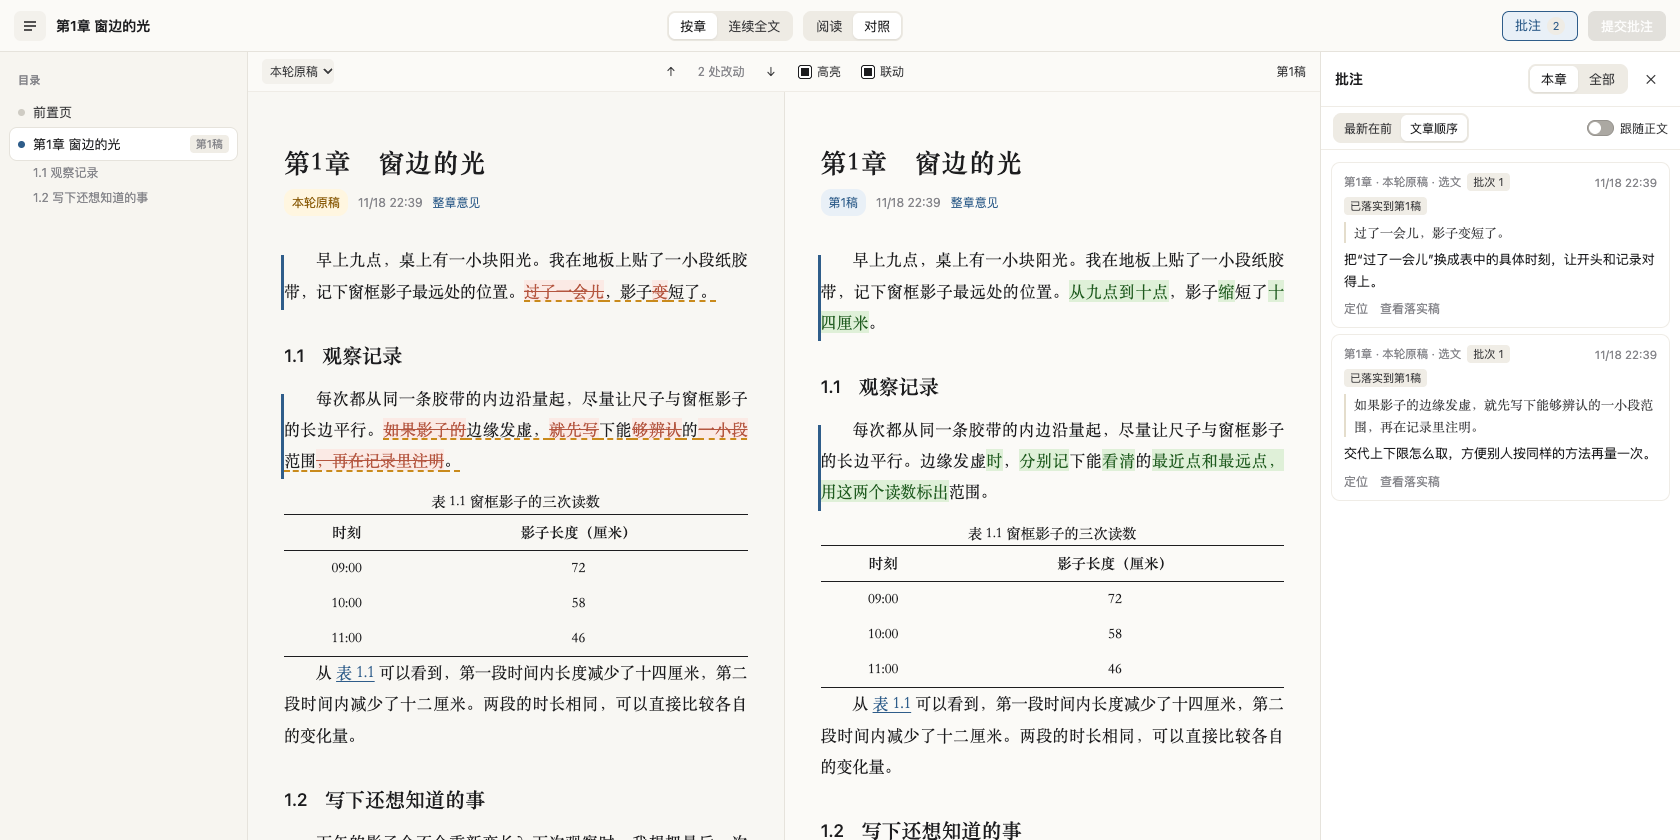 第1章 窗边的光
按章 连续全文 阅读 对照
批注 2 提交批注
目录
前置页
第1章 窗边的光 第1稿
1.1 观察记录
1.2 写下还想知道的事
本轮原稿 ↑ 2 处改动 ↓ 高亮 联动 第1稿
第1章 窗边的光
本轮原稿 11/18 22:39 整章意见
早上九点，桌上有一小块阳光。我在地板上贴了一小段纸胶
带，记下窗框影子最远处的位置。过了一会儿，影子变短了。
1.1 观察记录
每次都从同一条胶带的内边沿量起，尽量让尺子与窗框影子
的长边平行。如果影子的边缘发虚，就先写下能够辨认的一小段
范围，再在记录里注明。
表 1.1 窗框影子的三次读数
时刻 影子长度（厘米）
09:00 72
10:00 58
11:00 46
从 表 1.1 可以看到，第一段时间内长度减少了十四厘米，第二
段时间内减少了十二厘米。两段的时长相同，可以直接比较各自
的变化量。
1.2 写下还想知道的事
第1章 窗边的光
第1稿 11/18 22:39 整章意见
早上九点，桌上有一小块阳光。我在地板上贴了一小段纸胶
带，记下窗框影子最远处的位置。从九点到十点，影子缩短了十
四厘米。
1.1 观察记录
每次都从同一条胶带的内边沿量起，尽量让尺子与窗框影子
的长边平行。边缘发虚时，分别记下能看清的最近点和最远点，
用这两个读数标出范围。
表 1.1 窗框影子的三次读数
时刻 影子长度（厘米）
09:00 72
10:00 58
11:00 46
从 表 1.1 可以看到，第一段时间内长度减少了十四厘米，第二
段时间内减少了十二厘米。两段的时长相同，可以直接比较各自
的变化量。
1.2 写下还想知道的事
批注 本章 全部 ×
最新在前 文章顺序 跟随正文
第1章 · 本轮原稿 · 选文 批次 1 11/18 22:39
已落实到第1稿
过了一会儿，影子变短了。
把“过了一会儿”换成表中的具体时刻，让开头和记录对
得上。
定位 查看落实稿
第1章 · 本轮原稿 · 选文 批次 1 11/18 22:39
已落实到第1稿
如果影子的边缘发虚，就先写下能够辨认的一小段范
围，再在记录里注明。
交代上下限怎么取，方便别人按同样的方法再量一次。
定位 查看落实稿